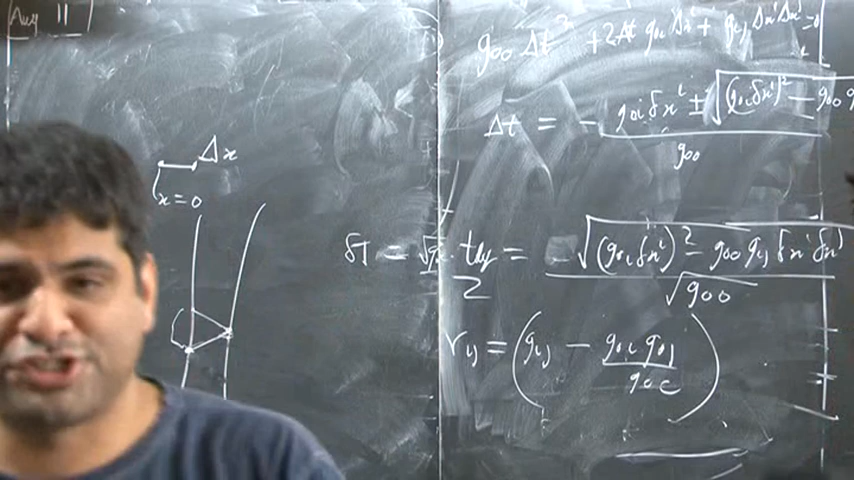 Aug 11
g₀₀ Δt² + 2Δt g₀ᵢ Δxⁱ + gᵢⱼ Δxⁱ Δxʲ = 0
Δt = - g₀ᵢ δxⁱ ± √(g₀ᵢ δxⁱ)² - g₀₀ g
g₀₀
Δx
x = 0
δT = √g₀₀ · =  - √(g₀ᵢ δxⁱ)² - g₀₀ gᵢⱼ δxⁱ δxʲ
2 √g₀₀
γᵢⱼ = (gᵢⱼ - g₀ᵢ g₀ⱼ / g₀₀)